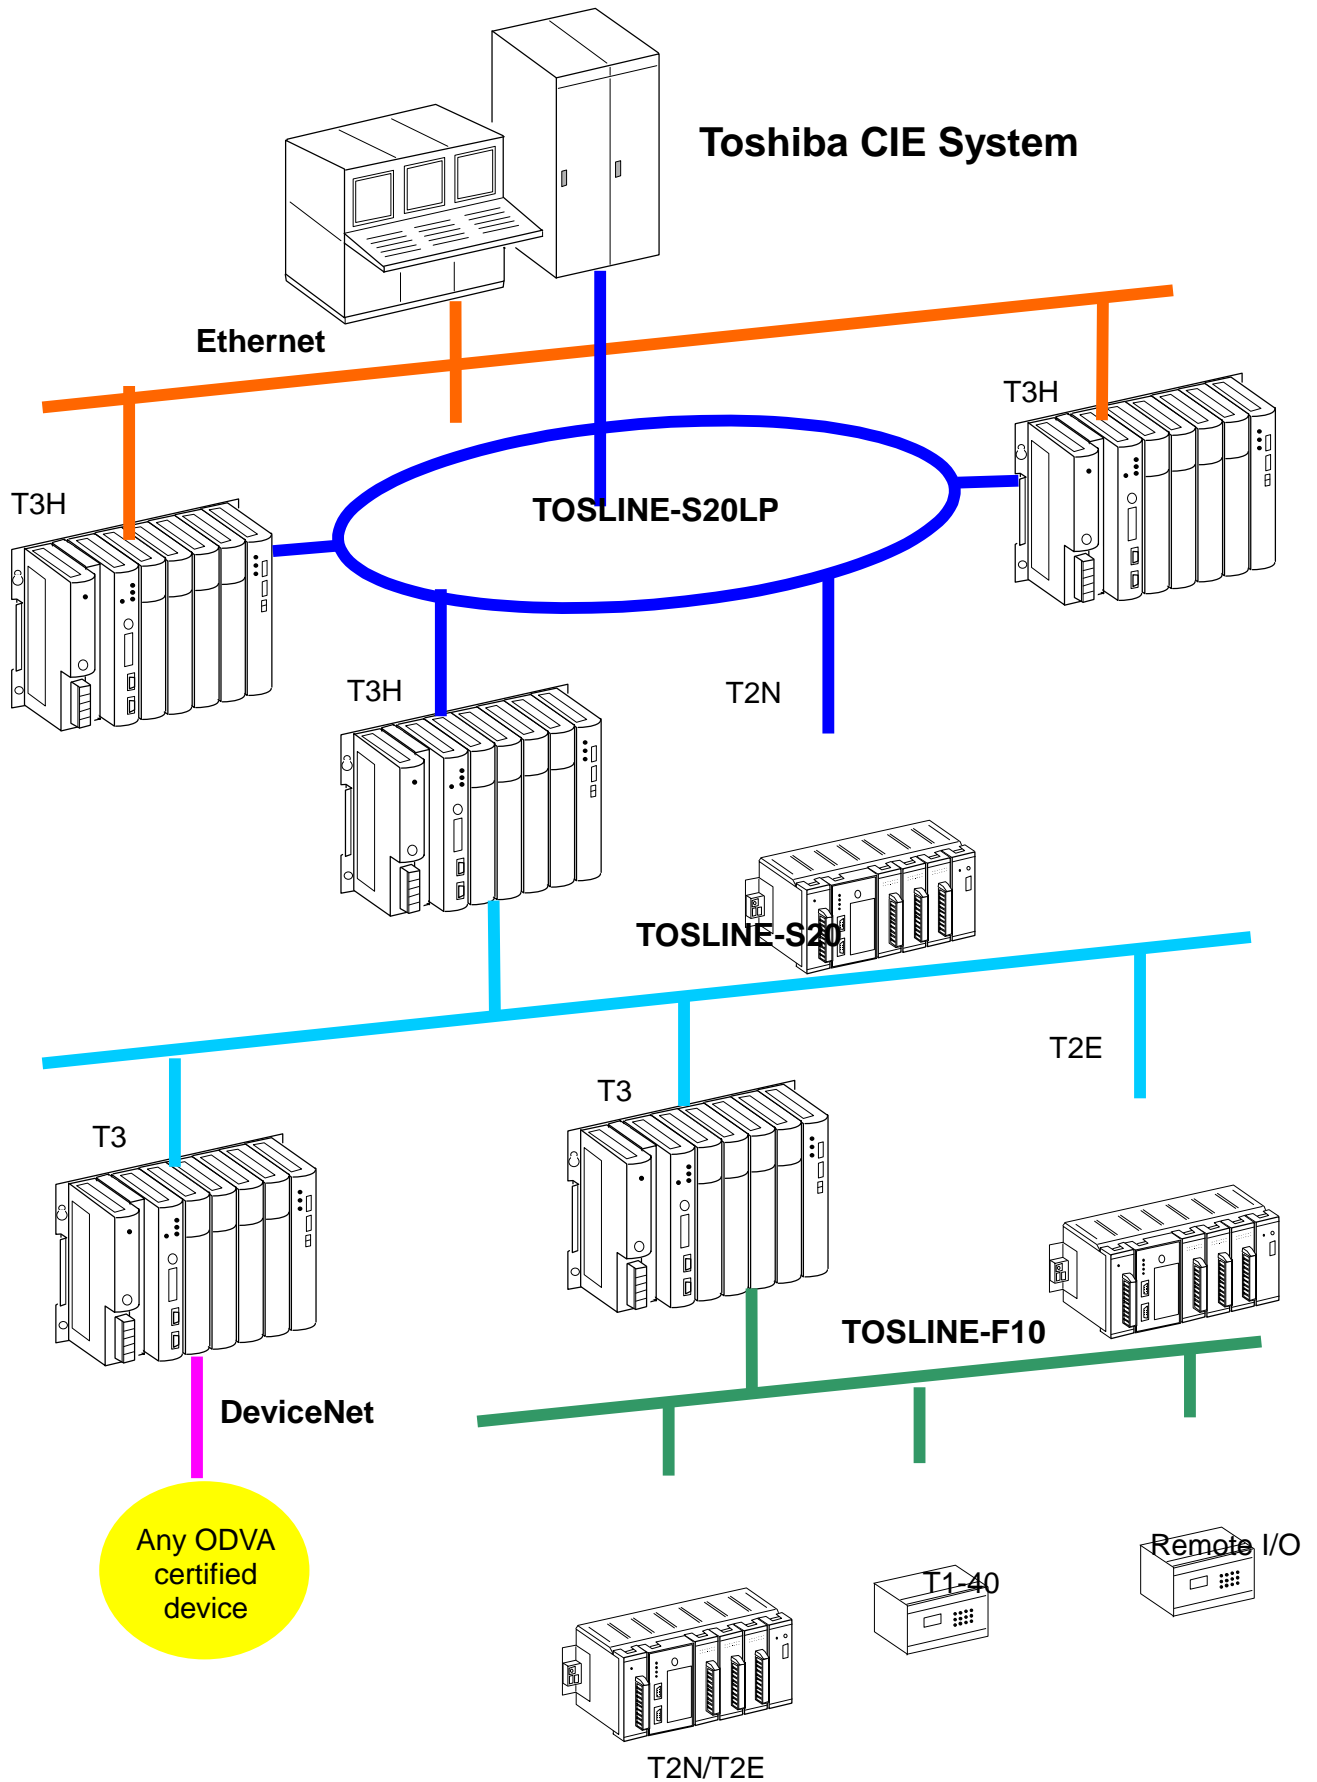 Toshiba CIE System
Ethernet
T3H
T3H
TOSLINE-S20LP
T3H
T2N
TOSLINE-S20
T2E
T3
T3
TOSLINE-F10
DeviceNet
Any ODVA
certified
device
Remote I/O
T1-40
T2N/T2E